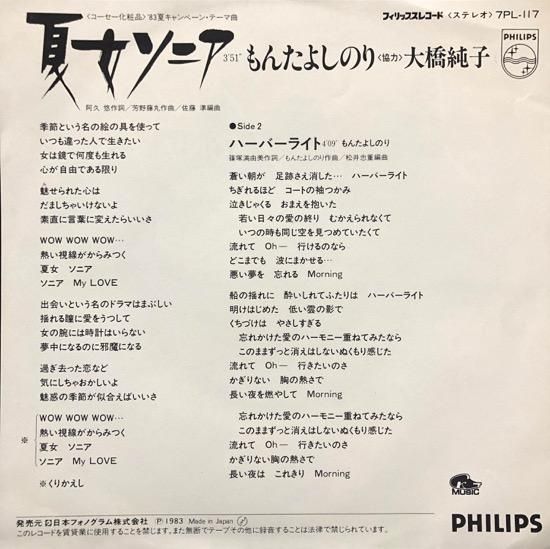 〈コーセー化粧品〉'83夏キャンペーン・テーマ曲
フィリップスレコード〈ステレオ〉7PL-117
夏女ソニア 3'51" もんたよしのり〈協力〉大橋純子
PHILIPS
阿久 悠作詞／芳野藤丸作曲／佐藤 準編曲
季節という名の絵の具を使って
いつも違った人で生きたい
女は鏡で何度も生れる
心が自由である限り
魅せられた心は
だましちゃいけないよ
素直に言葉に変えたらいいさ
WOW WOW WOW…
熱い視線がからみつく
夏女 ソニア
ソニア My LOVE
出会いという名のドラマはまぶしい
揺れる瞳に愛をうつして
女の腕には時計はいらない
夢中になるのに邪魔になる
過ぎ去った恋など
気にしちゃおかしいよ
魅惑の季節が似合えばいいさ
WOW WOW WOW…
熱い視線がからみつく
※ 夏女 ソニア
ソニア My LOVE
※くりかえし
●Side 2
ハーバーライト 4'09" もんたよしのり
篠塚満由美作詞／もんたよしのり作曲／松井忠重編曲
蒼い朝が 足跡さえ消した… ハーバーライト
ちぎれるほど コートの袖つかみ
泣きじゃくる おまえを抱いた
若い日々の愛の終り むかえられなくて
いつの時も同じ空を見つめていたくて
流れて Oh― 行けるのなら
どこまでも 波にまかせる…
悪い夢を 忘れる Morning
船の揺れに 酔いしれてふたりは ハーバーライト
明けはじめた 低い雲の影で
くちづけは やさしすぎる
忘れかけた愛のハーモニー重ねてみたなら
このままずっと消えはしないぬくもり感じた
流れて Oh― 行きたいのさ
かぎりない 胸の熱さで
長い夜を燃やして Morning
忘れかけた愛のハーモニー重ねてみたなら
このままずっと消えはしないぬくもり感じた
流れて Oh― 行きたいのさ
かぎりない胸の熱さで
長い夜は これきり Morning
MUSIC
発売元 日本フォノグラム株式会社 Ⓟ1983 Made in Japan
このレコードを賃貸業に使用することを禁じます。また無断でテープその他に録音することは法律で禁じられています。
PHILIPS